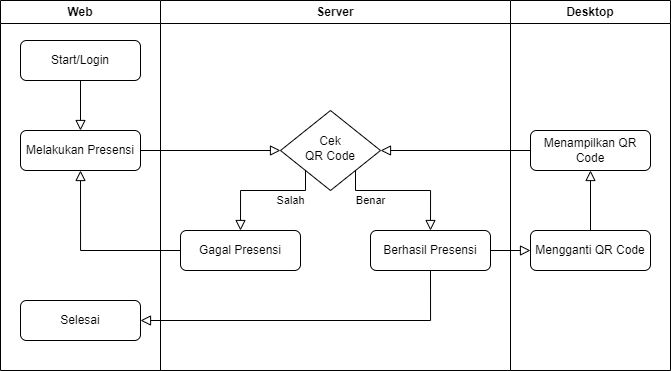 Web
Server
Desktop
Start/Login
Melakukan Presensi
Cek
QR Code
Menampilkan QR
Code
Salah
Benar
Gagal Presensi
Berhasil Presensi
Mengganti QR Code
Selesai